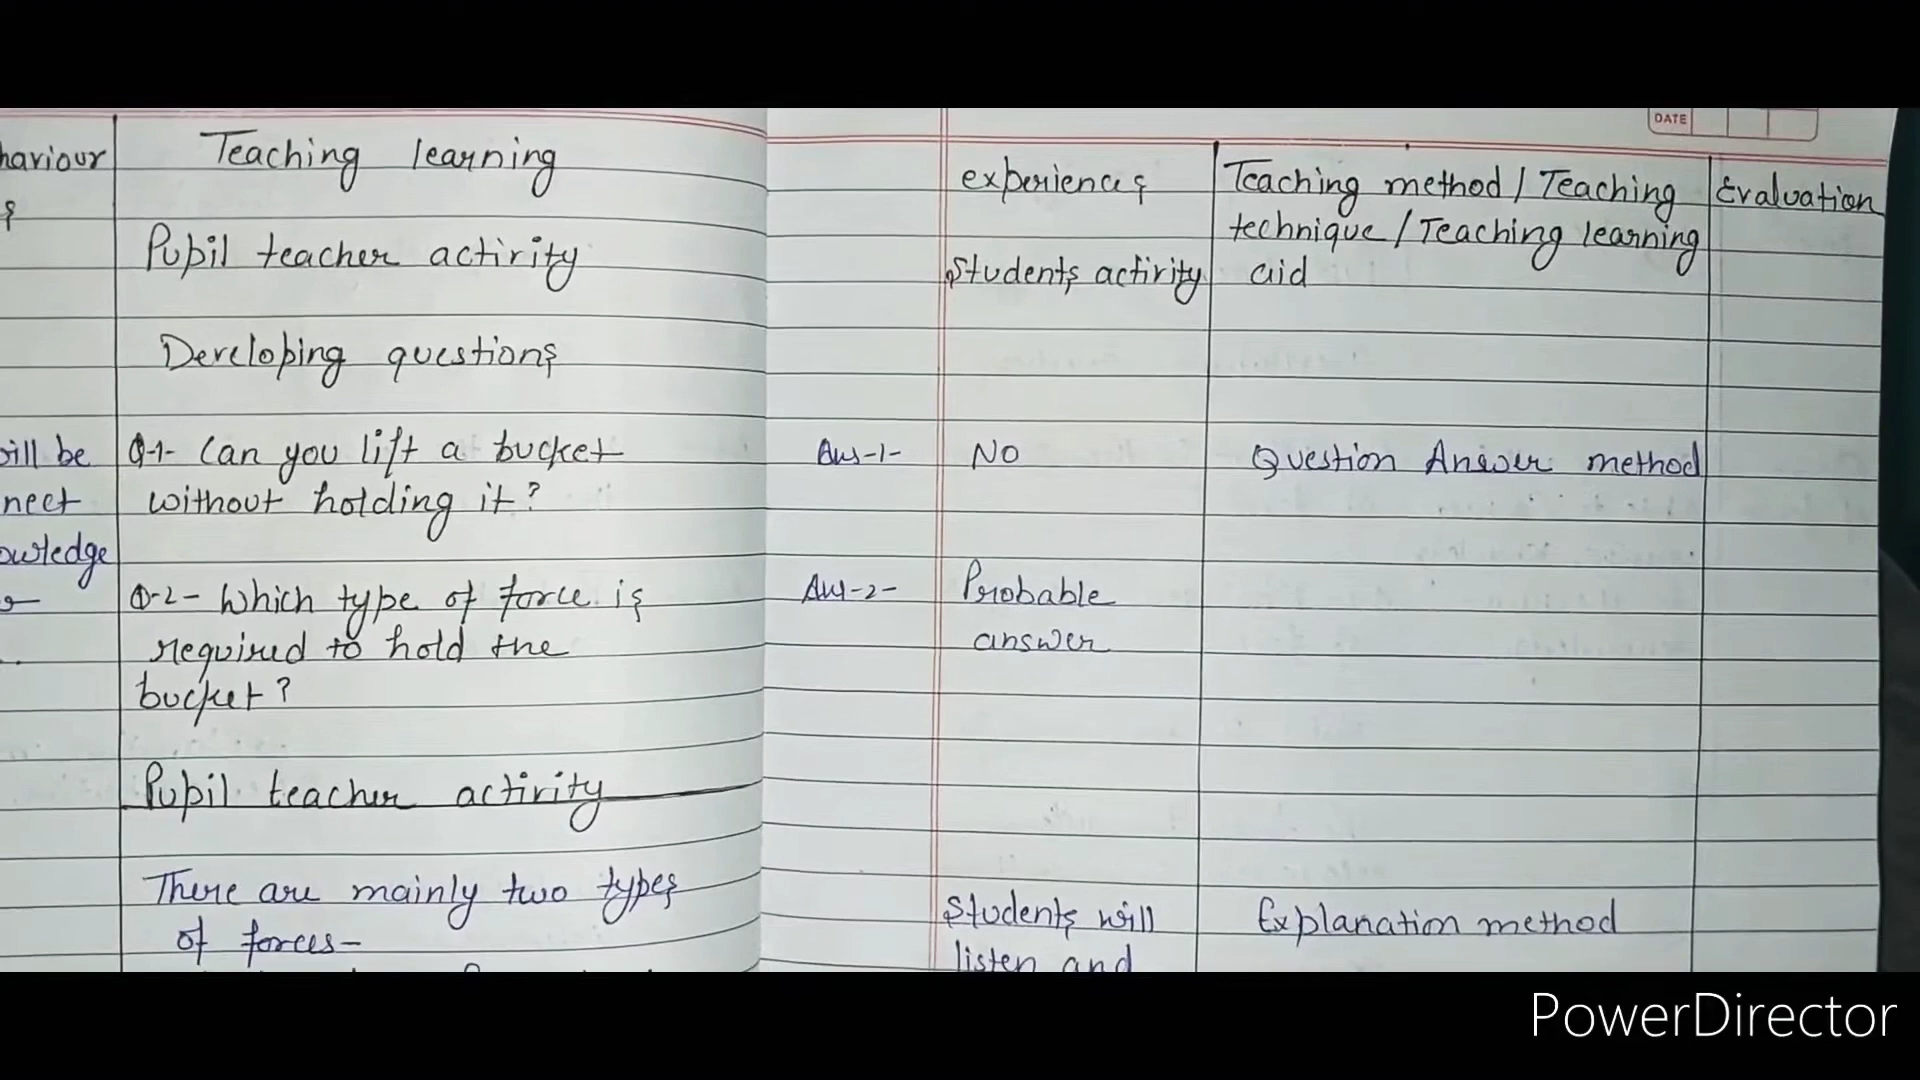 Teaching learning
experiences
Teaching method / Teaching
Evaluation
technique / Teaching learning
aid
Pupil teacher activity
Students activity
Developing questions
Q-1- Can you lift a bucket
without holding it?
Ans-1- No
Question Answer method
will be
Q-2- Which type of force is
required to hold the
bucket?
Ans-2- Probable
answer
Pupil teacher activity
There are mainly two types
of forces-
Students will
listen and
Explanation method
DATE
PowerDirector